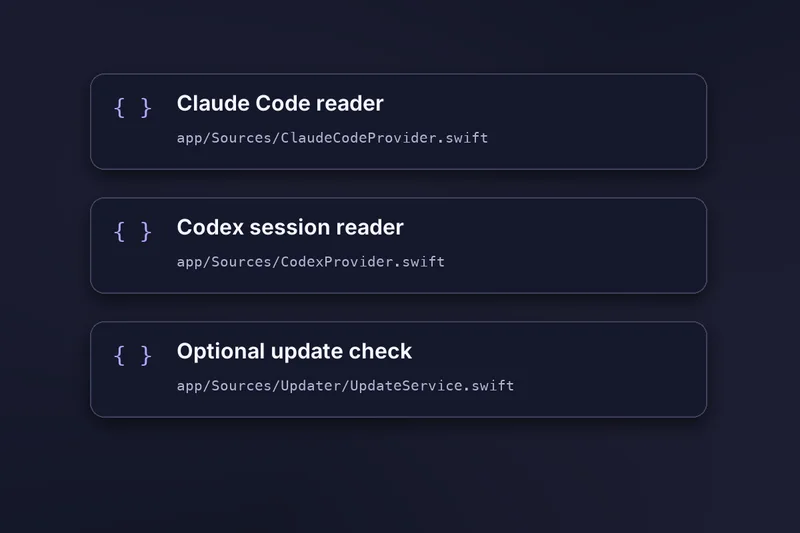 { } Claude Code reader
app/Sources/ClaudeCodeProvider.swift
{ } Codex session reader
app/Sources/CodexProvider.swift
{ } Optional update check
app/Sources/Updater/UpdateService.swift